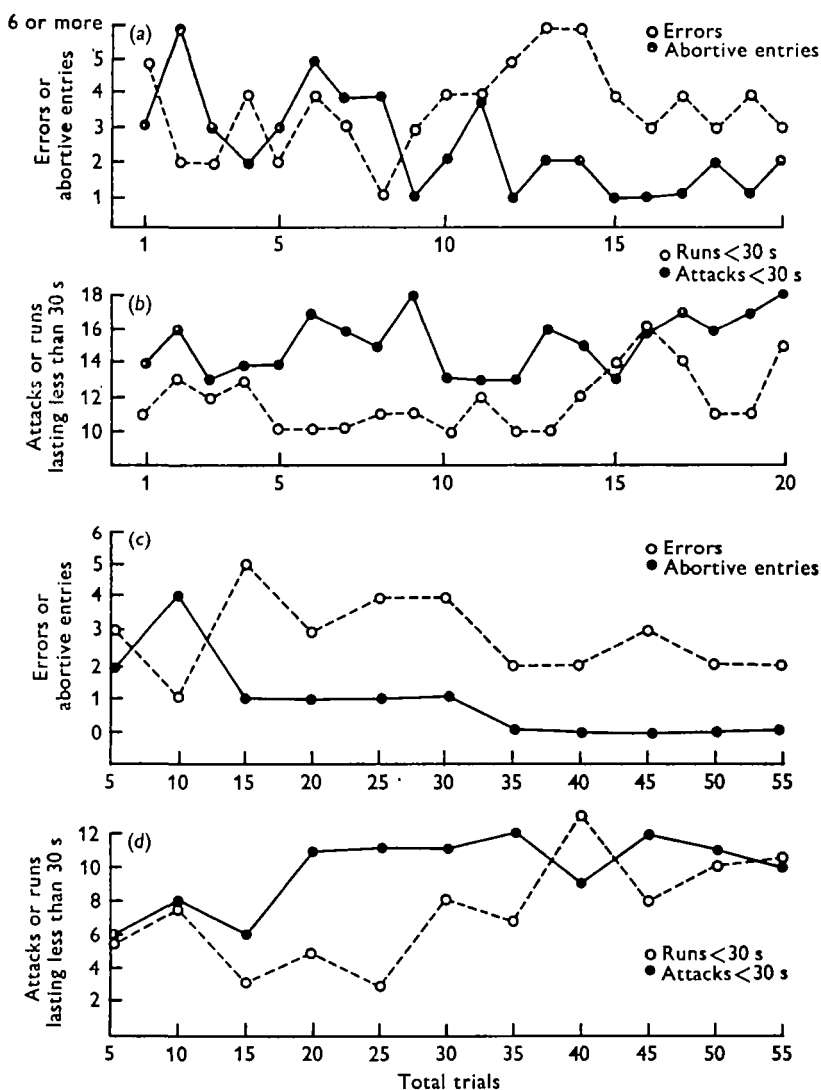 6 or more
(a)
Errors
Abortive entries
5
4
3
2
1
Errors or
abortive entries
1 5 10 15
Runs<30 s
Attacks<30 s
(b)
18
16
14
12
10
Attacks or runs
lasting less than 30 s
1 5 10 15 20
(c)
Errors
Abortive entries
6
5
4
3
2
1
0
Errors or
abortive entries
5 10 15 20 25 30 35 40 45 50 55
(d)
12
10
8
6
4
2
Attacks or runs
lasting less than 30 s
Runs<30 s
Attacks<30 s
5 10 15 20 25 30 35 40 45 50 55
Total trials